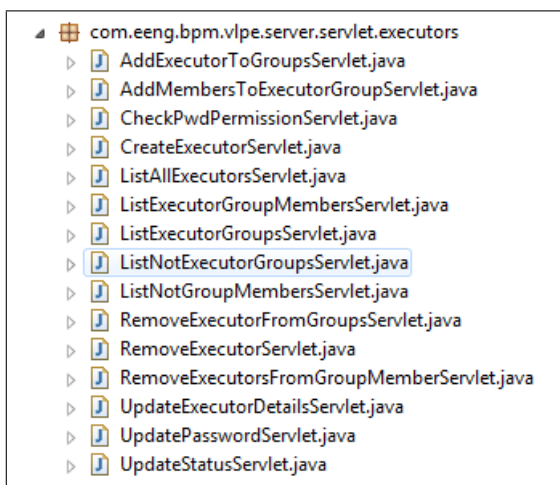 com.eeng.bpm.vlpe.server.servlet.executors
AddExecutorToGroupsServlet.java
AddMembersToExecutorGroupServlet.java
CheckPwdPermissionServlet.java
CreateExecutorServlet.java
ListAllExecutorsServlet.java
ListExecutorGroupMembersServlet.java
ListExecutorGroupsServlet.java
ListNotExecutorGroupsServlet.java
ListNotGroupMembersServlet.java
RemoveExecutorFromGroupsServlet.java
RemoveExecutorServlet.java
RemoveExecutorsFromGroupMemberServlet.java
UpdateExecutorDetailsServlet.java
UpdatePasswordServlet.java
UpdateStatusServlet.java